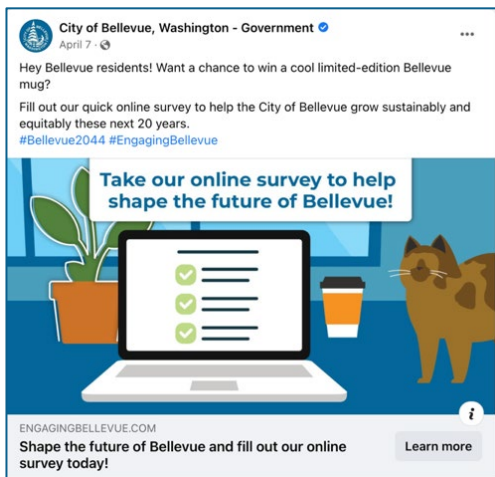 City of Bellevue, Washington - Government
April 7 ·
Hey Bellevue residents! Want a chance to win a cool limited-edition Bellevue
mug?
Fill out our quick online survey to help the City of Bellevue grow sustainably and
equitably these next 20 years.
#Bellevue2044 #EngagingBellevue
Take our online survey to help
shape the future of Bellevue!
i
ENGAGINGBELLEVUE.COM
Shape the future of Bellevue and fill out our online
survey today!
Learn more